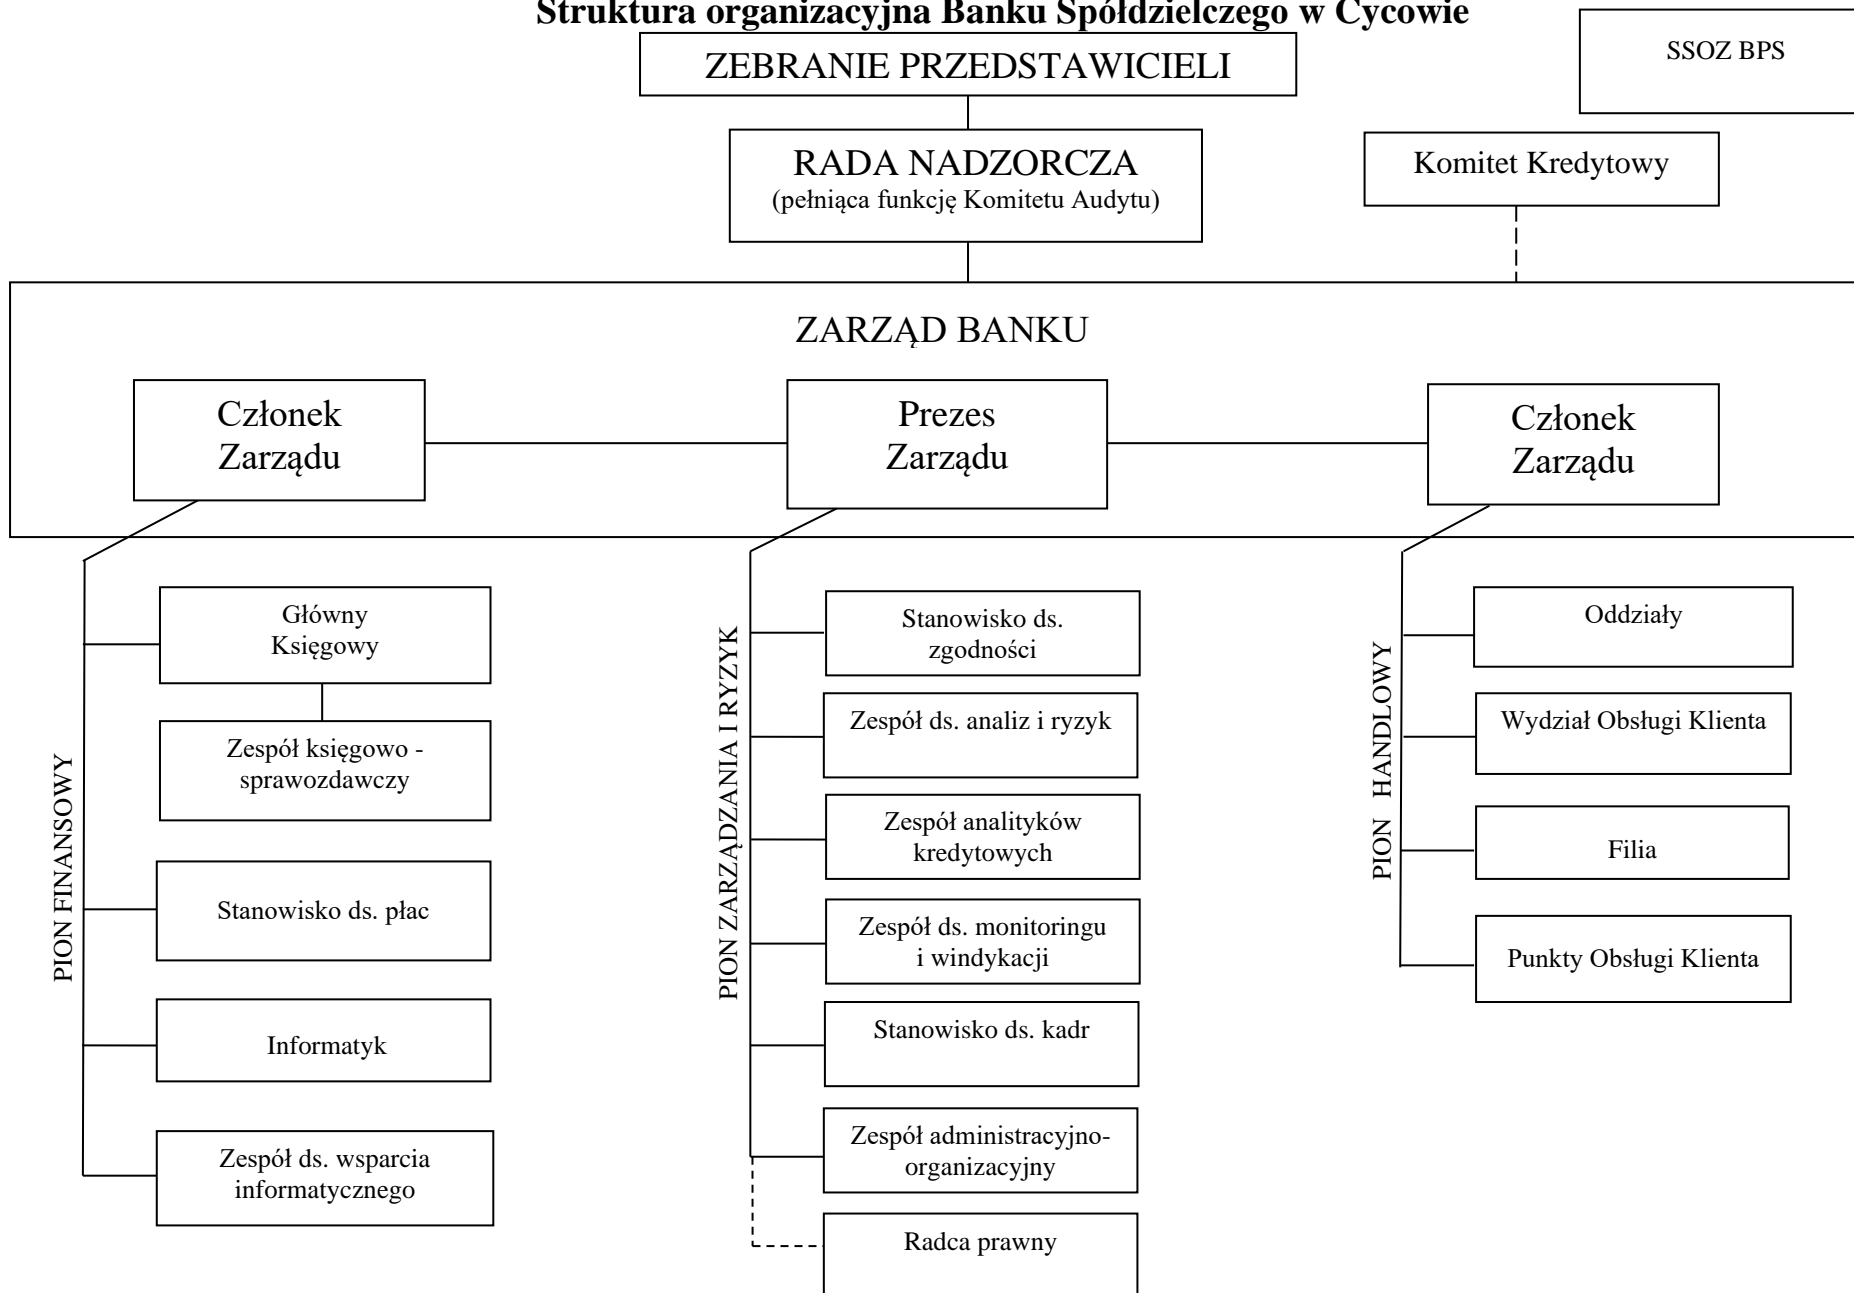 Struktura organizacyjna Banku Spółdzielczego w Cycowie
ZEBRANIE PRZEDSTAWICIELI
SSOZ BPS
RADA NADZORCZA
(pełniąca funkcję Komitetu Audytu)
Komitet Kredytowy
ZARZĄD BANKU
Członek
Zarządu
Prezes
Zarządu
Członek
Zarządu
PION FINANSOWY
Główny
Księgowy
Zespół księgowo -
sprawozdawczy
Stanowisko ds. płac
Informatyk
Zespół ds. wsparcia
informatycznego
PION ZARZĄDZANIA I RYZYK
Stanowisko ds.
zgodności
Zespół ds. analiz i ryzyk
Zespół analityków
kredytowych
Zespół ds. monitoringu
i windykacji
Stanowisko ds. kadr
Zespół administracyjno-
organizacyjny
Radca prawny
PION HANDLOWY
Oddziały
Wydział Obsługi Klienta
Filia
Punkty Obsługi Klienta